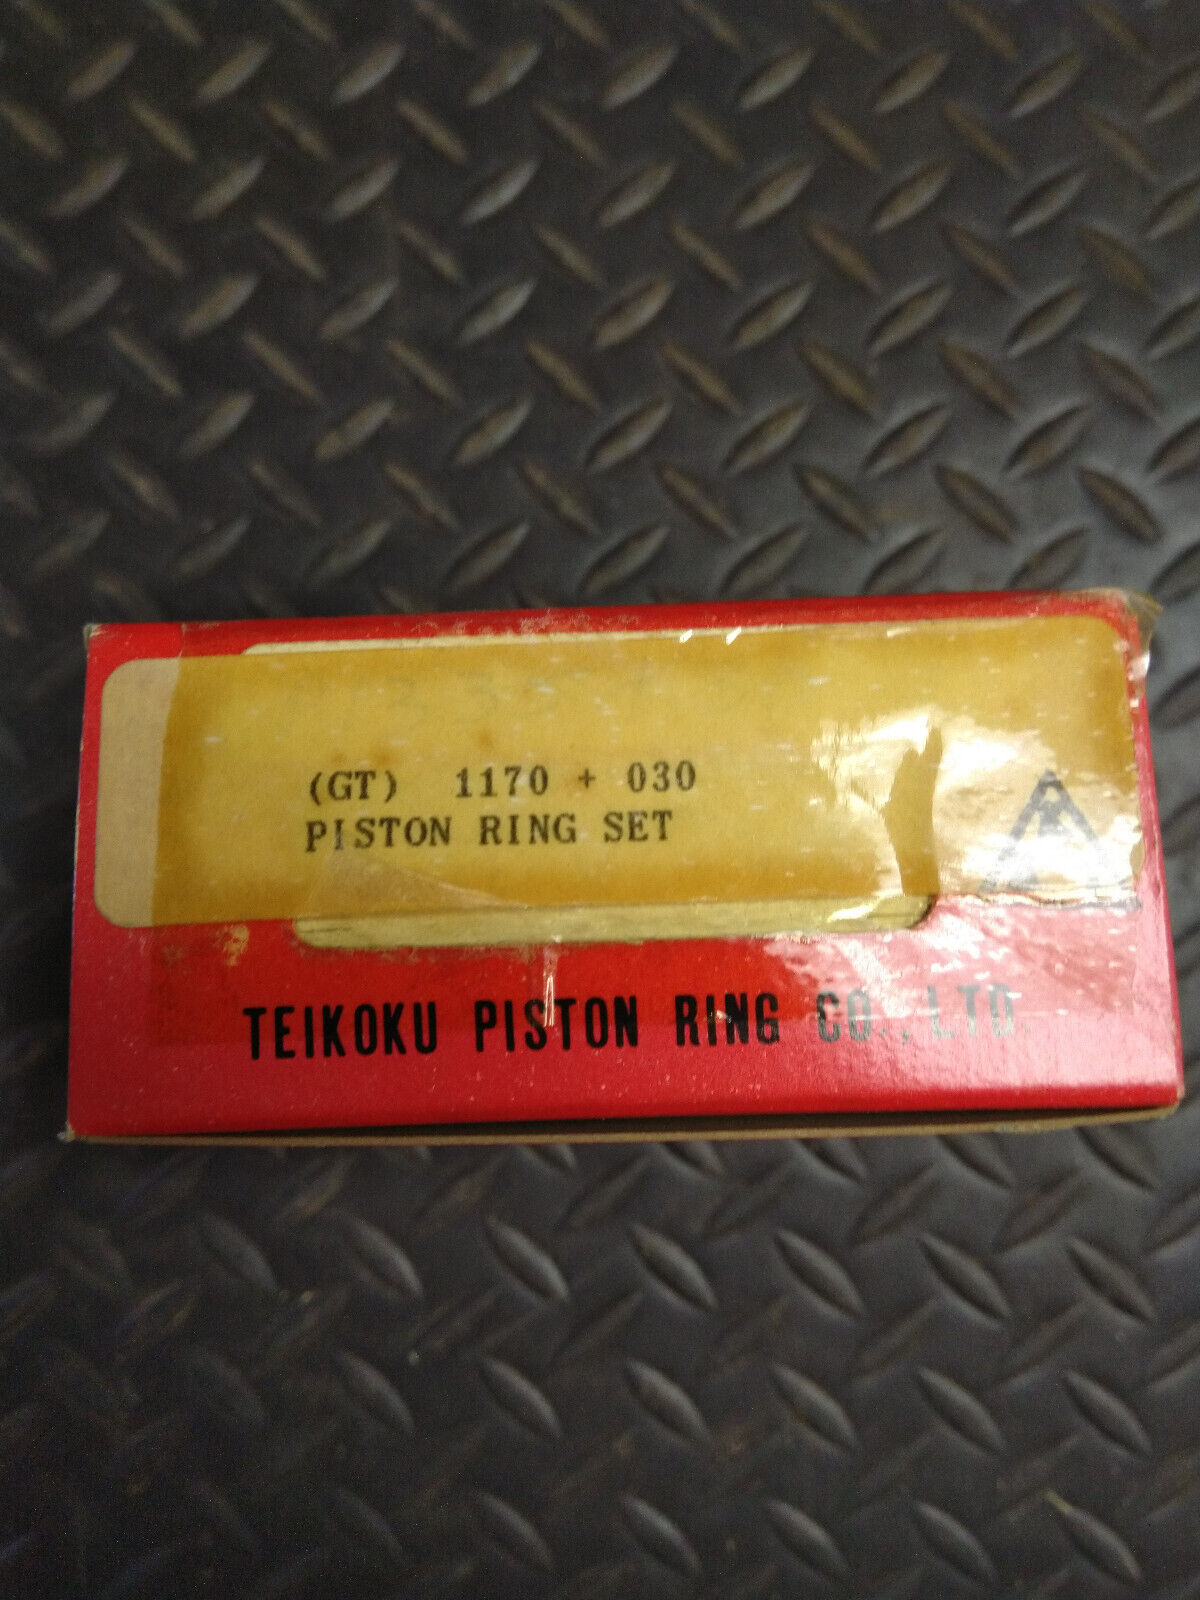 (GT) 1170 + 030
PISTON RING SET
TEIKOKU PISTON RING CO., LTD.